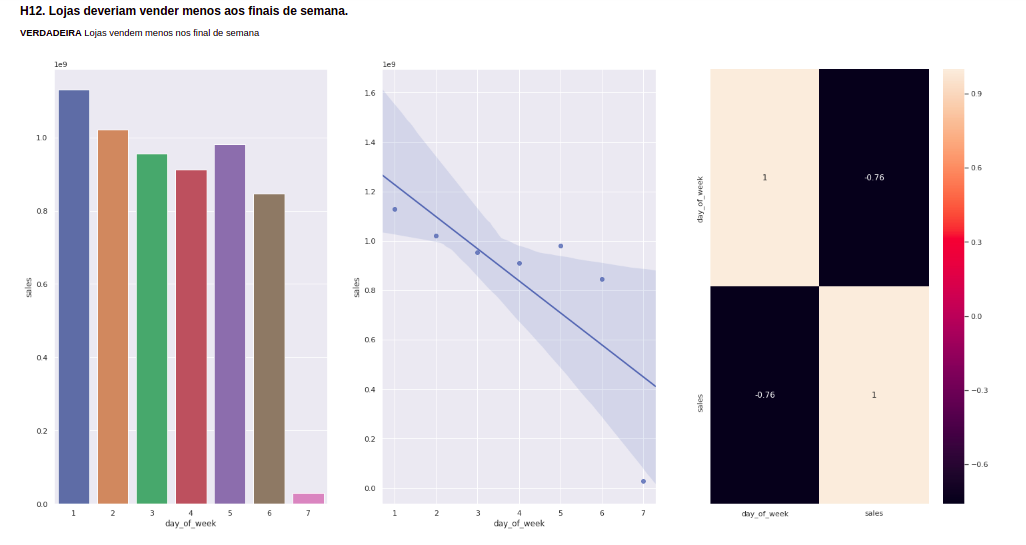 H12. Lojas deveriam vender menos aos finais de semana.
VERDADEIRA Lojas vendem menos nos final de semana
1e9
1.0
0.8
0.6
0.4
0.2
0.0
sales
1 2 3 4 5 6 7
day_of_week
1e9
1.6
1.4
1.2
1.0
0.8
0.6
0.4
0.2
0.0
sales
1 2 3 4 5 6 7
day_of_week
day_of_week
sales
1 -0.76
-0.76 1
day_of_week sales
0.9
0.6
0.3
0.0
−0.3
−0.6